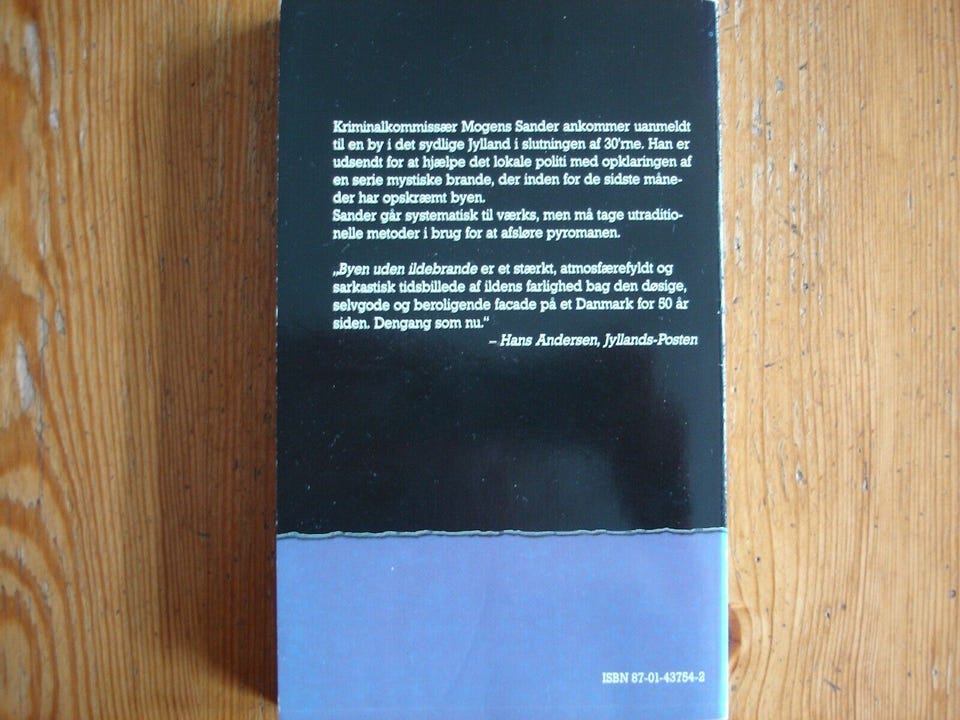 Kriminalkommissær Mogens Sander ankommer uanmeldt
til en by i det sydlige Jylland i slutningen af 30'rne. Han er
udsendt for at hjælpe det lokale politi med opklaringen af
en serie mystiske brande, der inden for de sidste måne-
der har opskræmt byen.
Sander går systematisk til værks, men må tage utraditio-
nelle metoder i brug for at afsløre pyromanen.
„Byen uden ildebrande er et stærkt, atmosfærefyldt og
sarkastisk tidsbillede af ildens farlighed bag den døsige,
selvgode og beroligende facade på et Danmark for 50 år
siden. Dengang som nu.“
– Hans Andersen, Jyllands-Posten
ISBN 87-01-43754-2